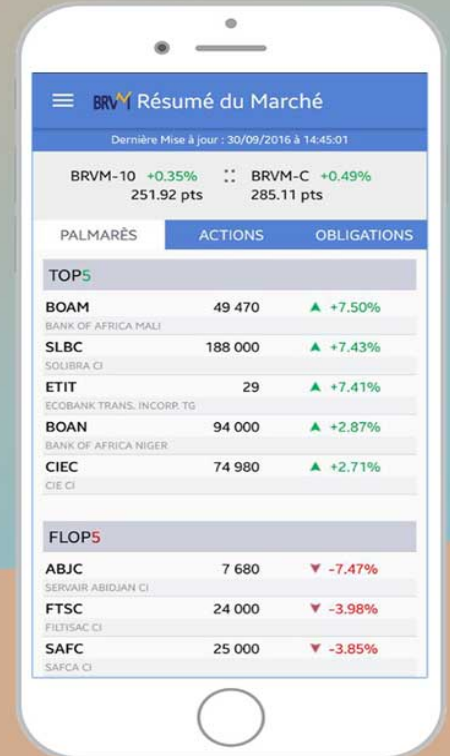 BRVM Résumé du Marché
Dernière Mise à jour : 30/09/2016 à 14:45:01
BRVM-10 +0.35% BRVM-C +0.49%
251.92 pts 285.11 pts
PALMARÈS ACTIONS OBLIGATIONS
TOP5
BOAM 49 470 +7.50%
BANK OF AFRICA MALI
SLBC 188 000 +7.43%
SOLIBRA CI
ETIT 29 +7.41%
ECOBANK TRANS. INCORP. TG
BOAN 94 000 +2.87%
BANK OF AFRICA NIGER
CIEC 74 980 +2.71%
CIE CI
FLOP5
ABJC 7 680 -7.47%
SERVAIR ABIDJAN CI
FTSC 24 000 -3.98%
FILTISAC CI
SAFC 25 000 -3.85%
SAFCA CI